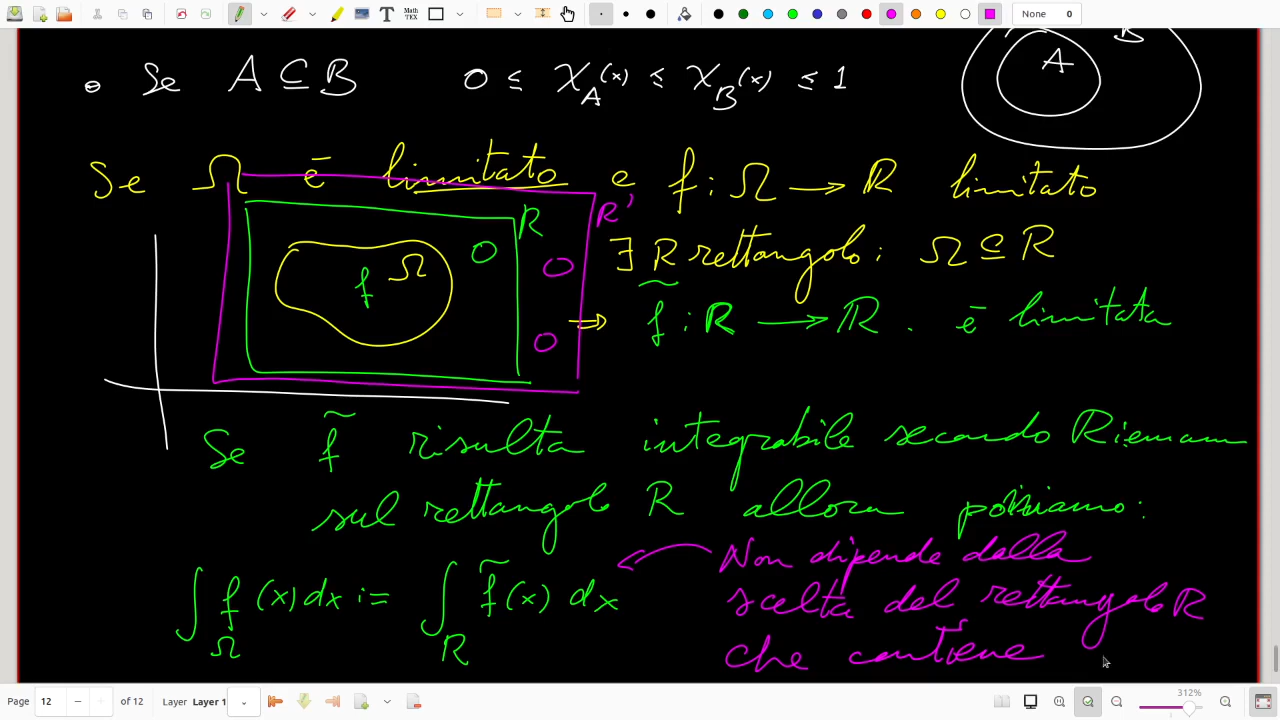 None 0
• Se A ⊆ B 0 ≤ χ_A(x) ≤ χ_B(x) ≤ 1
A B
Se Ω è limitato e f : Ω → R limitato
R R'
∃ R rettangolo : Ω ⊆ R
f Ω 0 0 0
⇒ f̃ : R → R . è limitata
Se f̃ risulta integrabile secondo Riemann
sul rettangolo R allora poniamo :
∫_Ω f(x) dx := ∫_R f̃(x) dx
Non dipende dalla
scelta del rettangolo R
che contiene
Page 12 of 12 Layer Layer 1 312%